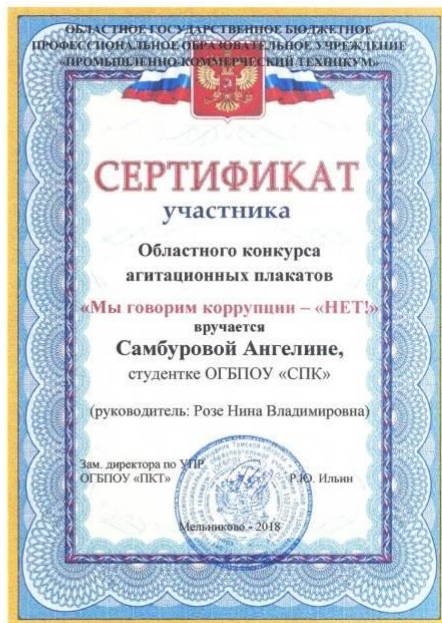 ОБЛАСТНОЕ ГОСУДАРСТВЕННОЕ БЮДЖЕТНОЕ
ПРОФЕССИОНАЛЬНОЕ ОБРАЗОВАТЕЛЬНОЕ УЧРЕЖДЕНИЕ
«ПРОМЫШЛЕННО-КОММЕРЧЕСКИЙ ТЕХНИКУМ»
СЕРТИФИКАТ
участника
Областного конкурса
агитационных плакатов
«Мы говорим коррупции – «НЕТ!»
вручается
Самбуровой Ангелине,
студентке ОГБПОУ «СПК»
(руководитель: Розе Нина Владимировна)
Зам. директора по УПР
ОГБПОУ «ПКТ» Р.Ю. Ильин
Мельниково - 2018